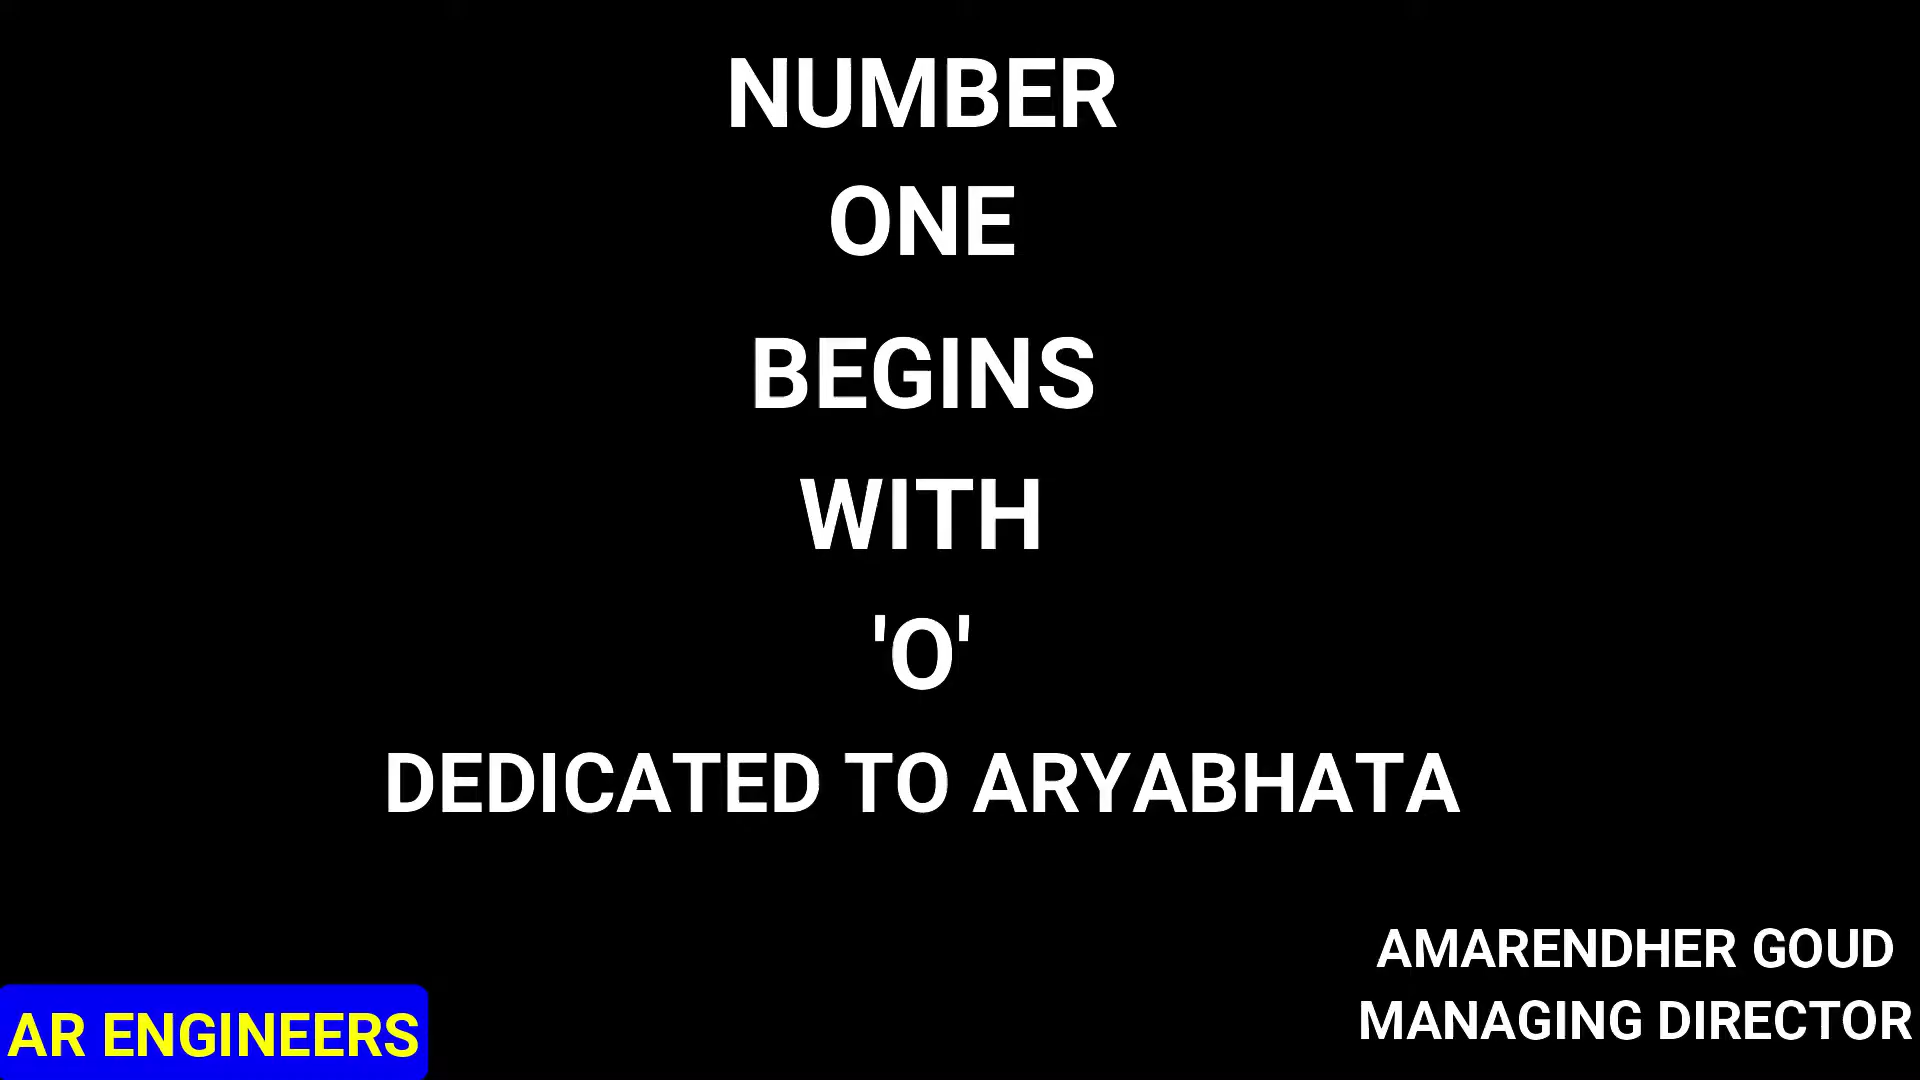 NUMBER
ONE
BEGINS
WITH
'O'
DEDICATED TO ARYABHATA
AMARENDHER GOUD
MANAGING DIRECTOR
AR ENGINEERS